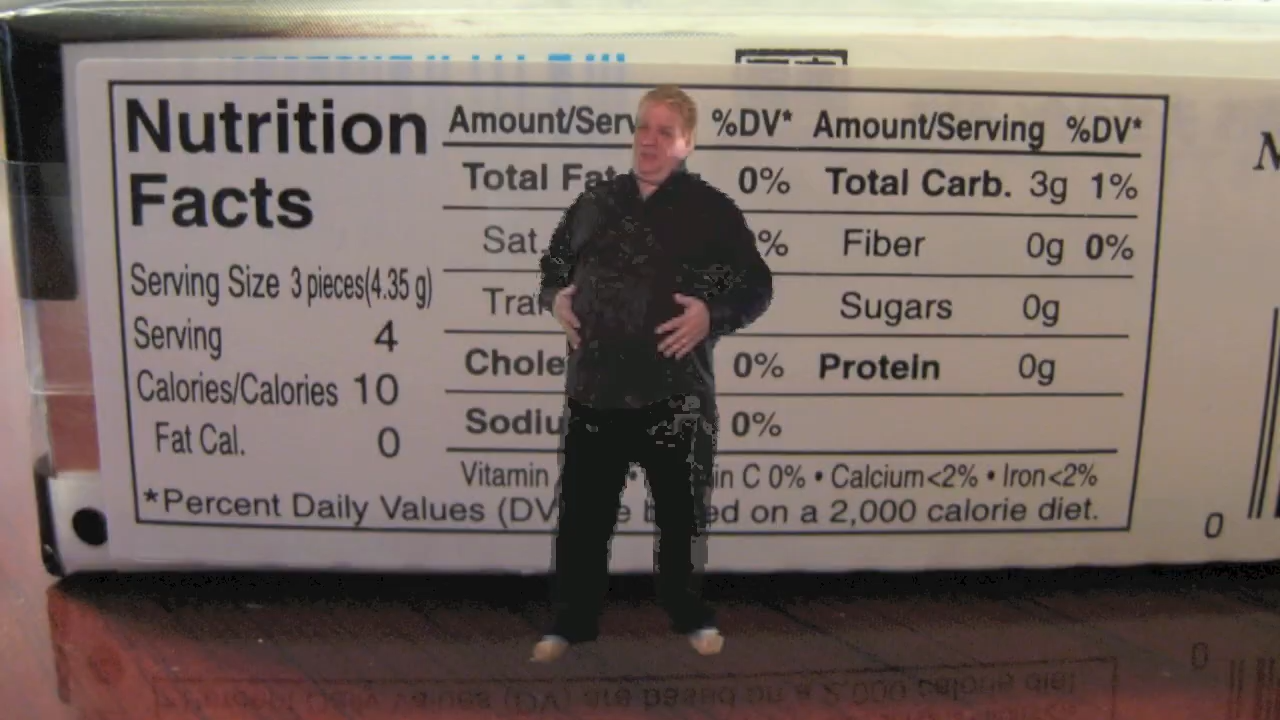 Nutrition
Facts
Serving Size 3 pieces(4.35 g)
Serving 4
Calories/Calories 10
Fat Cal. 0
Amount/Serv %DV* Amount/Serving %DV*
Total Fat 0% Total Carb. 3g 1%
Sat. % Fiber 0g 0%
Tra Sugars 0g
Chole 0% Protein 0g
Sodiu 0%
Vitamin • in C 0% • Calcium<2% • Iron<2%
*Percent Daily Values (DV) e b ed on a 2,000 calorie diet.
0